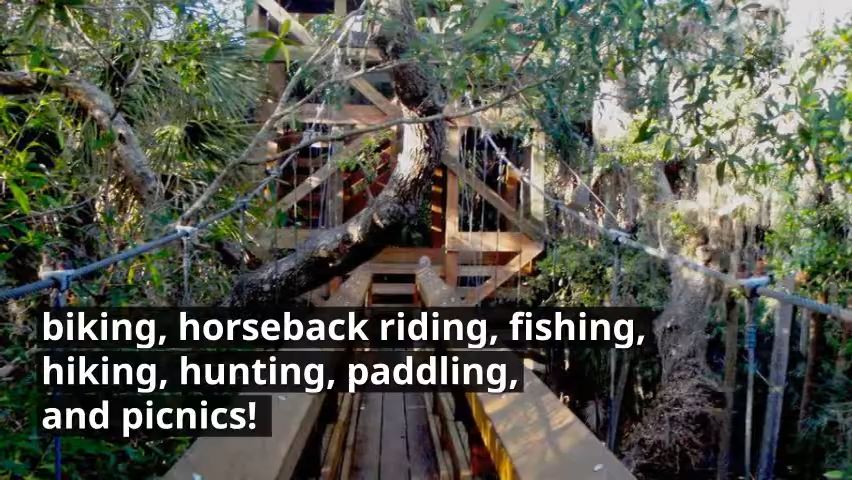 biking, horseback riding, fishing,
hiking, hunting, paddling,
and picnics!